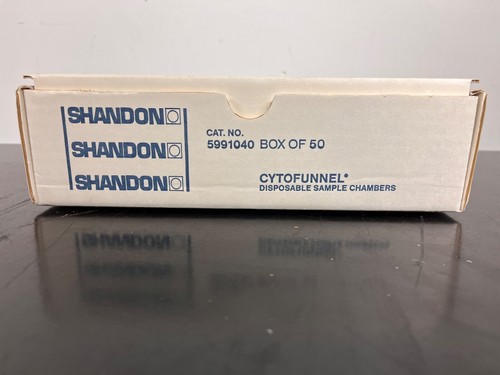 SHANDON
SHANDON
SHANDON
CAT. NO.
5991040 BOX OF 50
CYTOFUNNEL®
DISPOSABLE SAMPLE CHAMBERS